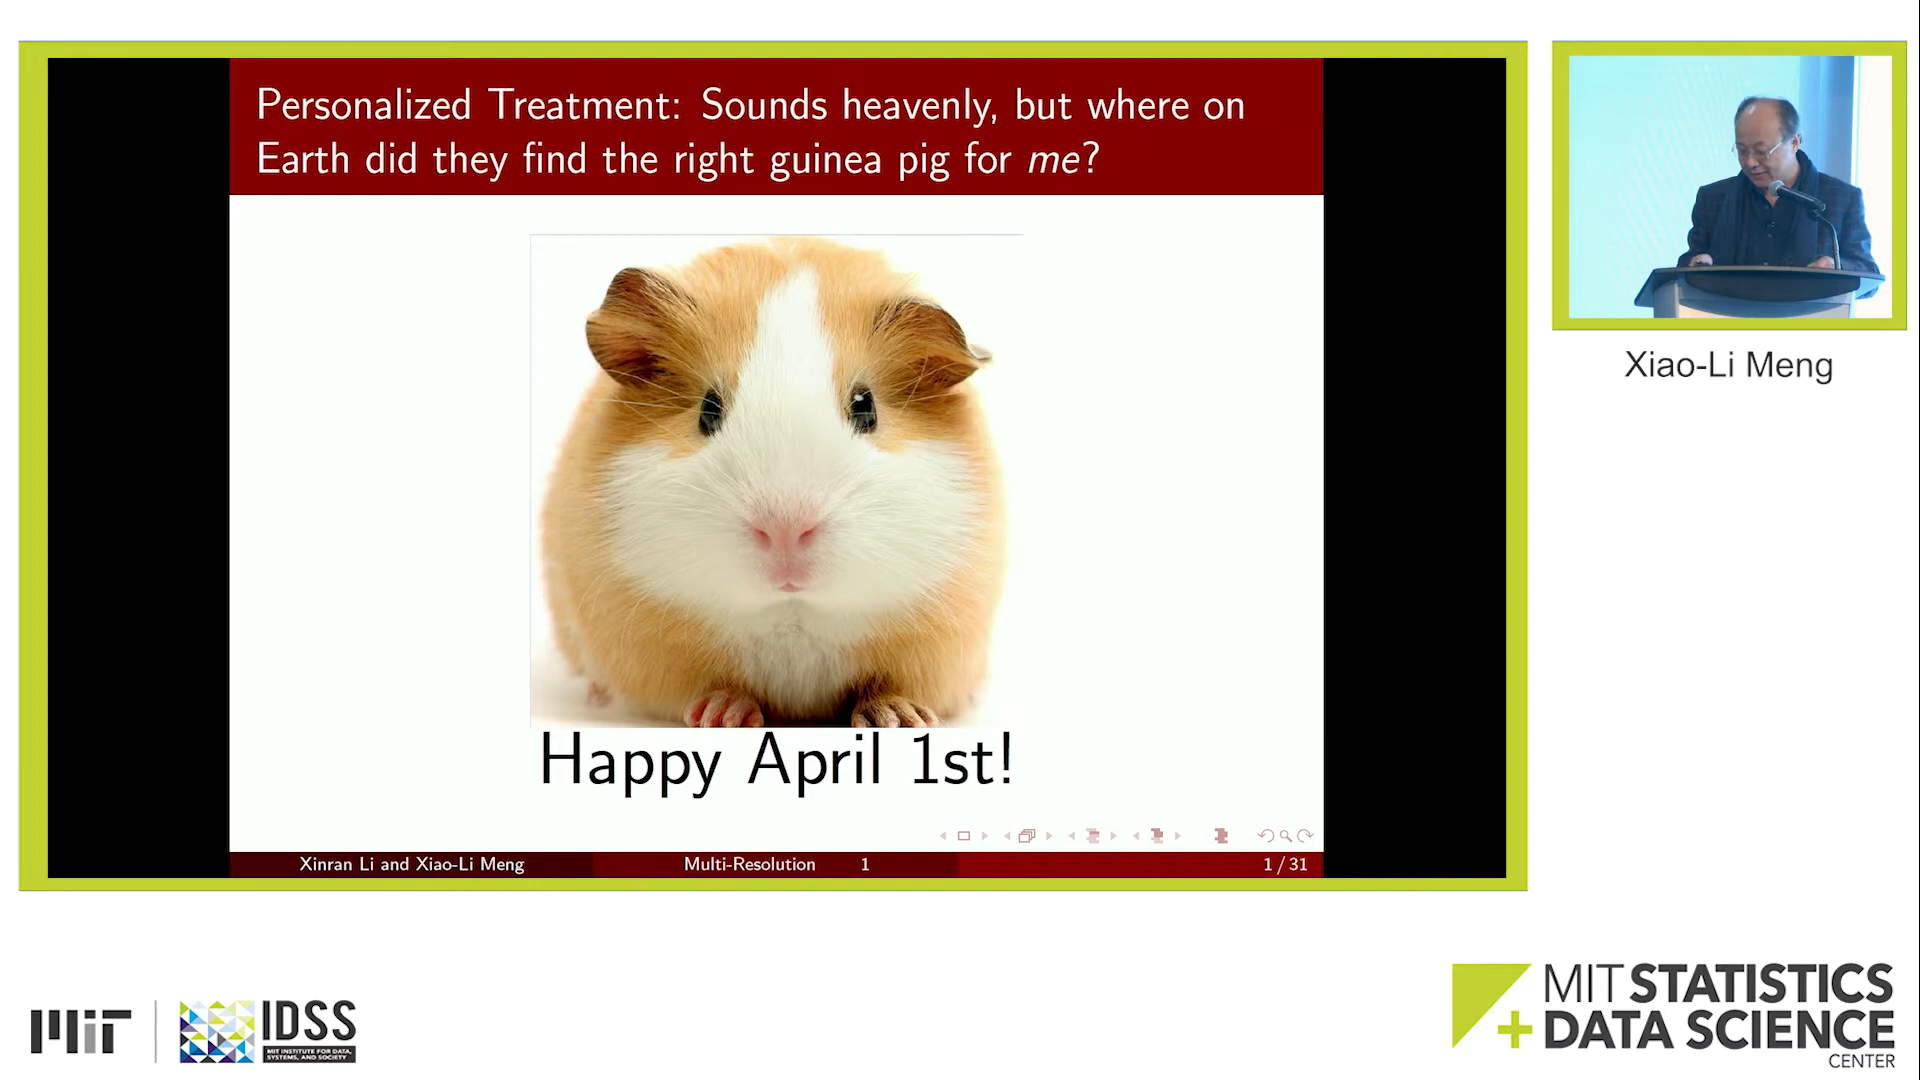 Personalized Treatment: Sounds heavenly, but where on
Earth did they find the right guinea pig for me?
Happy April 1st!
Xinran Li and Xiao-Li Meng
Multi-Resolution
1
1 / 31
Xiao-Li Meng
MIT
IDSS
MIT INSTITUTE FOR DATA,
SYSTEMS, AND SOCIETY
MIT STATISTICS
+ DATA SCIENCE
CENTER